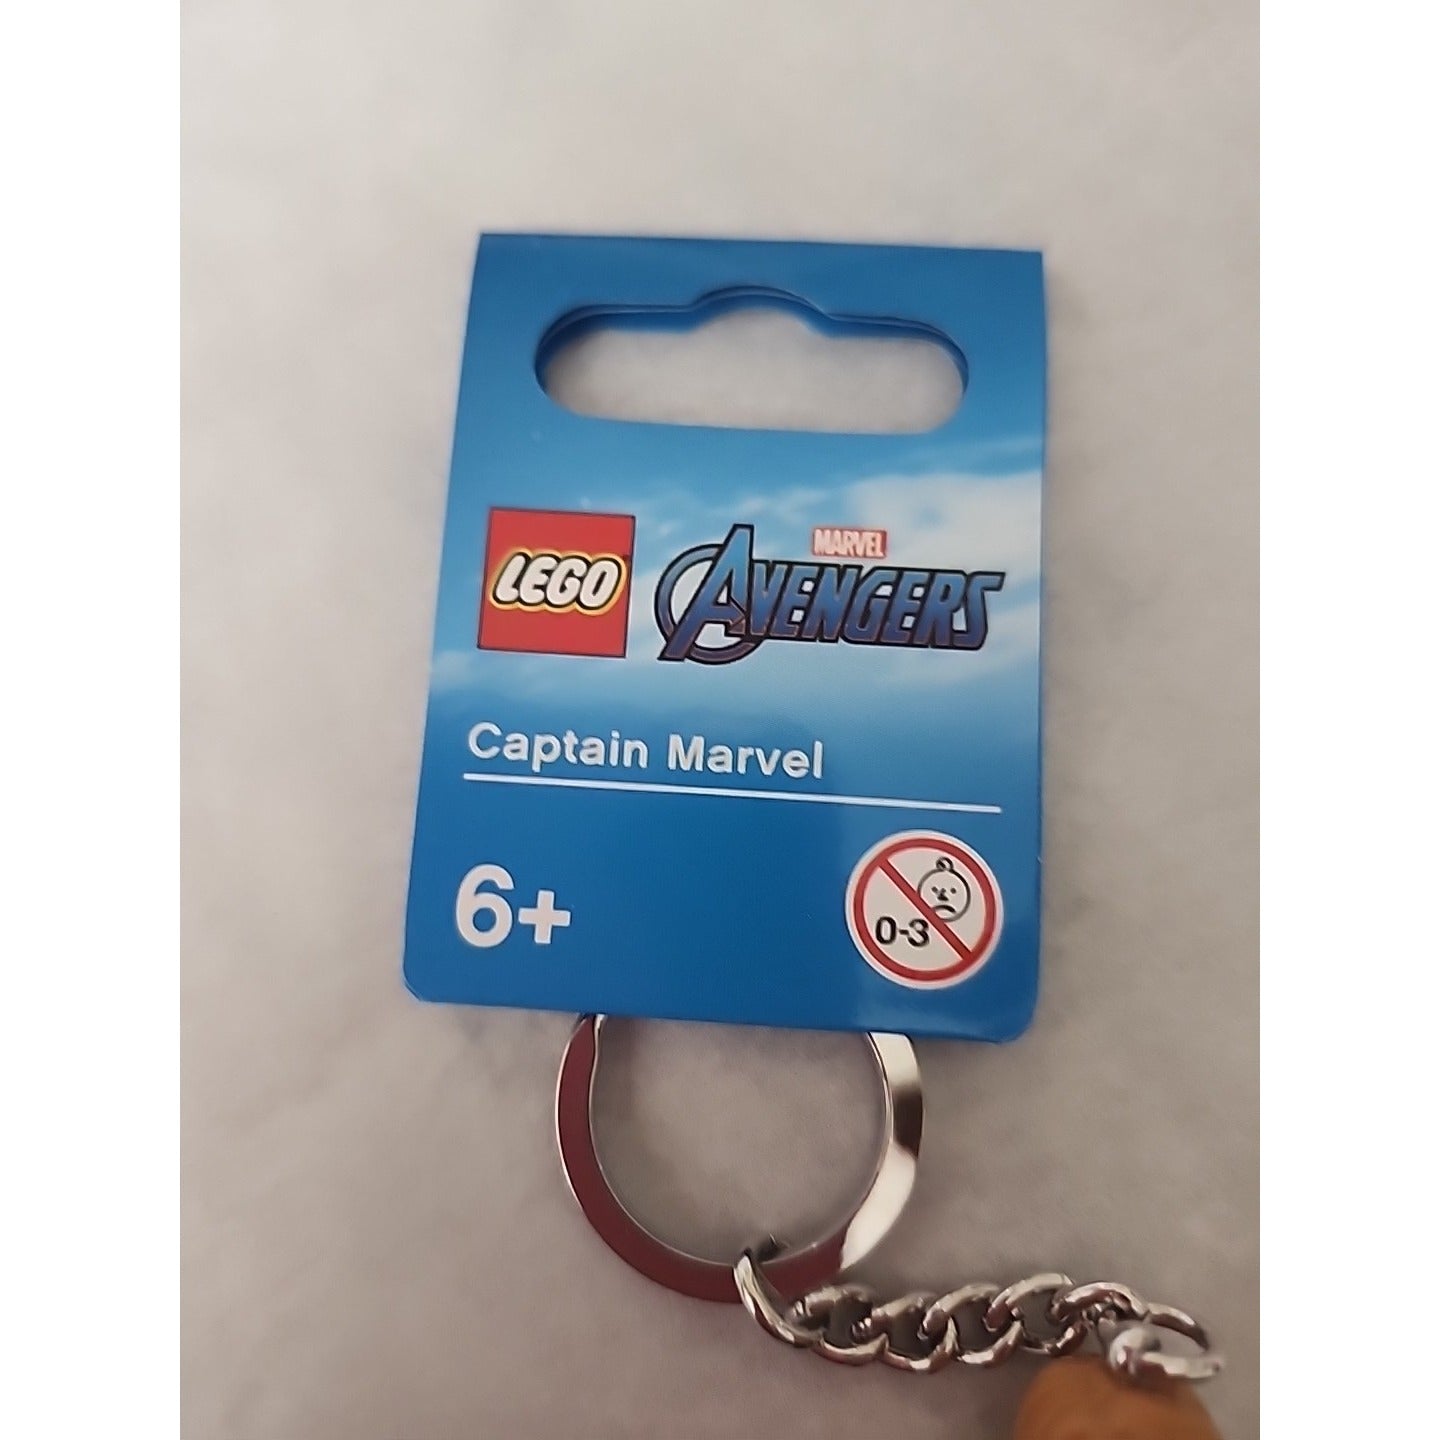 LEGO
MARVEL
AVENGERS
Captain Marvel
6+
0-3